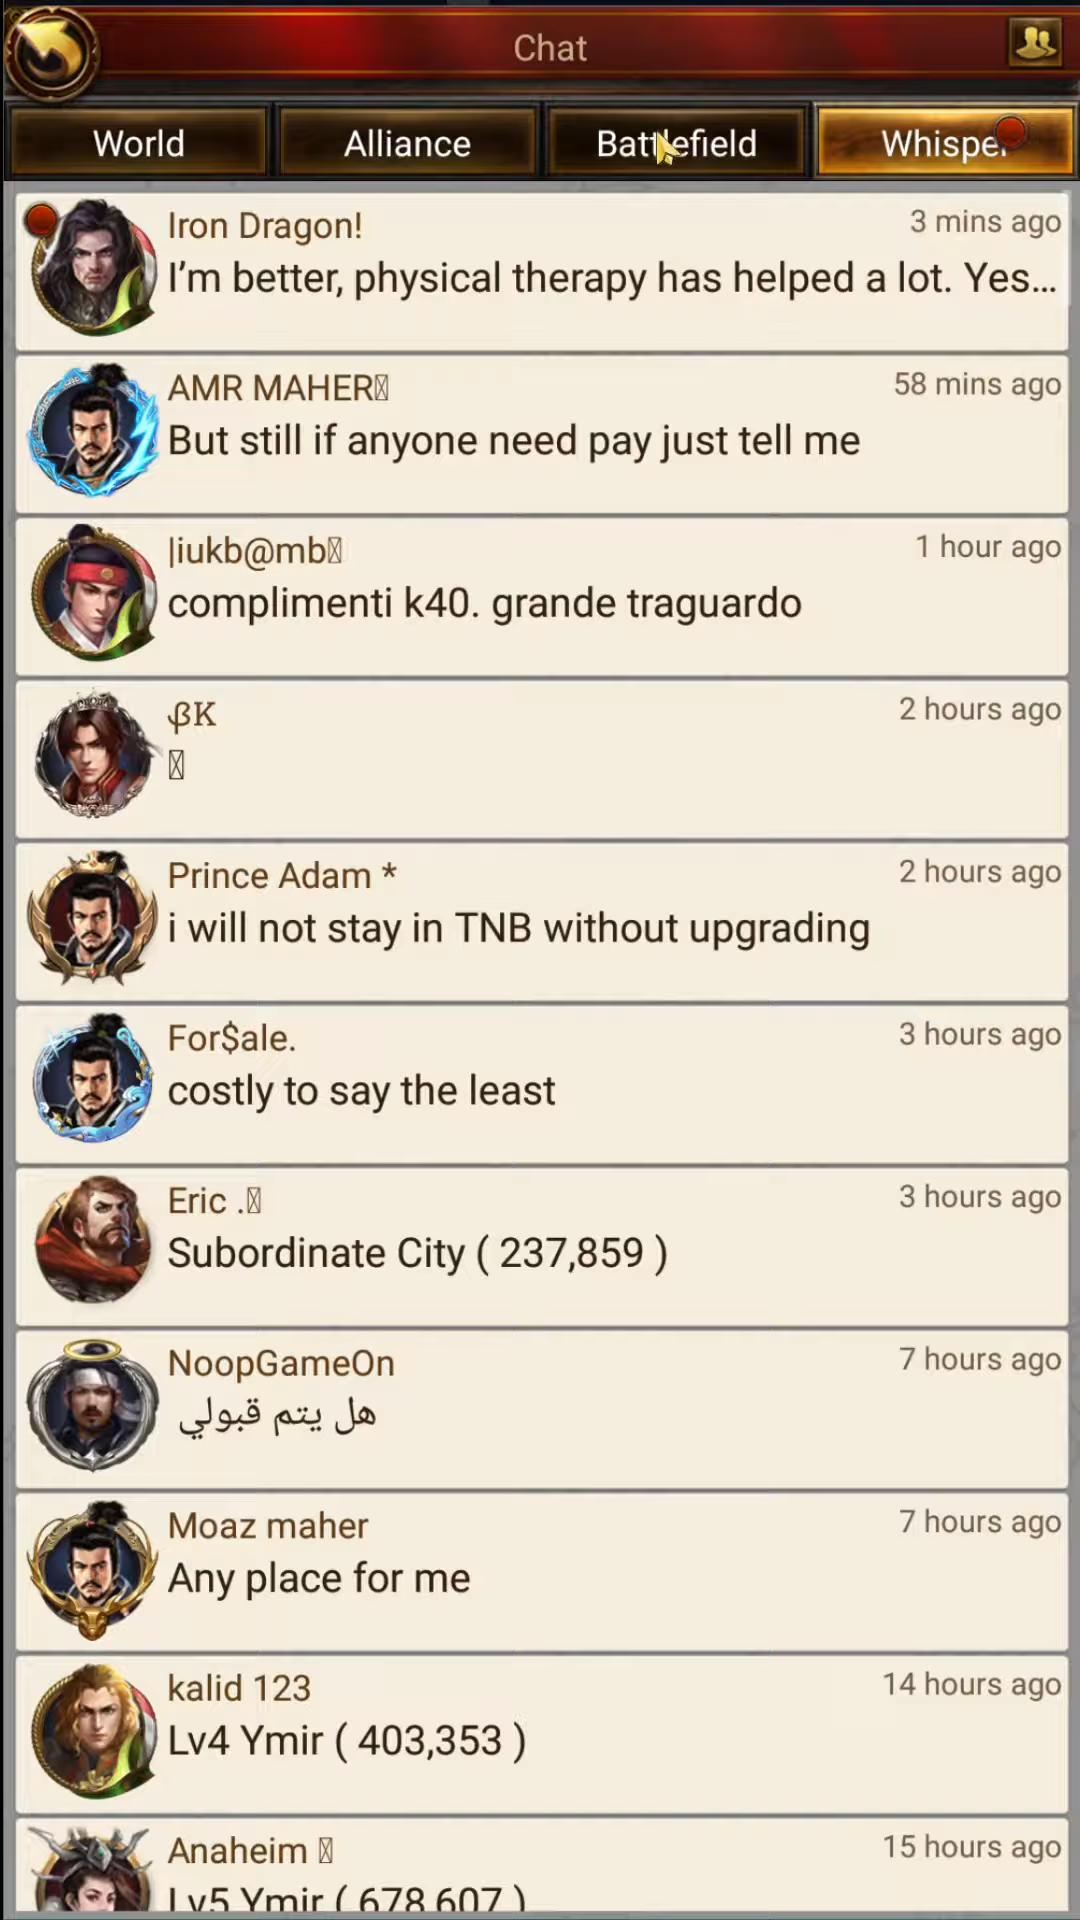 Chat
World
Alliance
Battlefield
Whisper
Iron Dragon!
3 mins ago
I’m better, physical therapy has helped a lot. Yes...
AMR MAHER
58 mins ago
But still if anyone need pay just tell me
|iukb@mb
1 hour ago
complimenti k40. grande traguardo
βK
2 hours ago
Prince Adam *
2 hours ago
i will not stay in TNB without upgrading
For$ale.
3 hours ago
costly to say the least
Eric .
3 hours ago
Subordinate City ( 237,859 )
NoopGameOn
7 hours ago
هل يتم قبولي
Moaz maher
7 hours ago
Any place for me
kalid 123
14 hours ago
Lv4 Ymir ( 403,353 )
Anaheim
15 hours ago
Lv5 Ymir ( 678,607 )